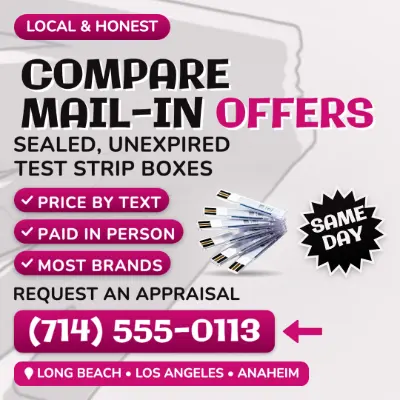 LOCAL & HONEST
COMPARE
MAIL-IN OFFERS
SEALED, UNEXPIRED
TEST STRIP BOXES
PRICE BY TEXT
PAID IN PERSON
MOST BRANDS
SAME
DAY
REQUEST AN APPRAISAL
(714) 555-0113
LONG BEACH • LOS ANGELES • ANAHEIM